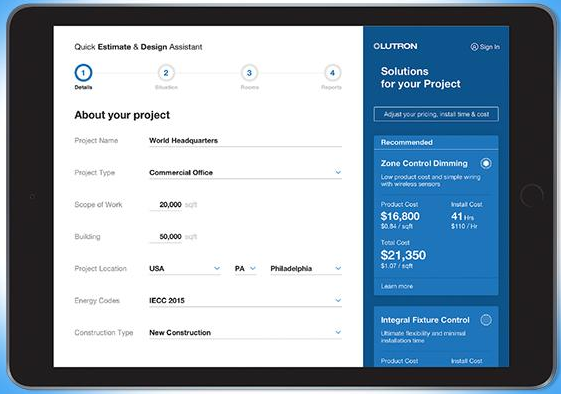 Quick Estimate & Design Assistant
1 2 3 4
Details Situation Rooms Reports
About your project
Project Name World Headquarters
Project Type Commercial Office
Scope of Work 20,000 sqft
Building 50,000 sqft
Project Location USA PA Philadelphia
Energy Codes IECC 2015
Construction Type New Construction
LUTRON Sign In
Solutions
for your Project
Adjust your pricing, install time & cost
Recommended
Zone Control Dimming
Low product cost and simple wiring
with wireless sensors
Product Cost Install Cost
$16,800 41 Hrs
$0.84 / sqft $110 / Hr
Total Cost
$21,350
$1.07 / sqft
Learn more
Integral Fixture Control
Ultimate flexibility and minimal
installation time
Product Cost Install Cost